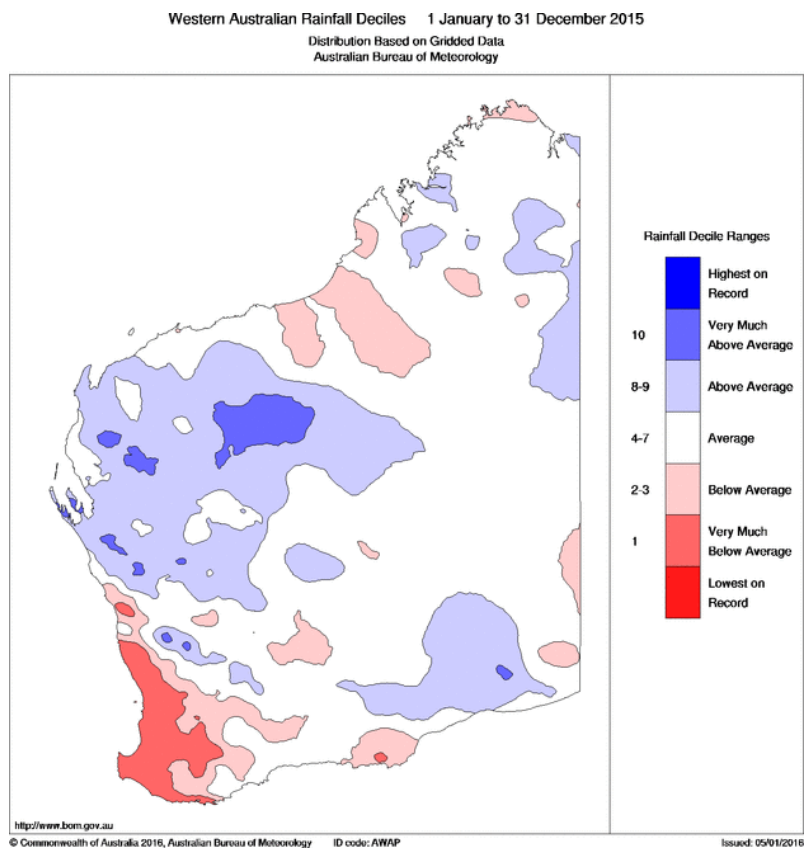 Western Australian Rainfall Deciles 1 January to 31 December 2015
Distribution Based on Gridded Data
Australian Bureau of Meteorology
Rainfall Decile Ranges
Highest on
Record
10
Very Much
Above Average
8-9
Above Average
4-7
Average
2-3
Below Average
1
Very Much
Below Average
Lowest on
Record
http://www.bom.gov.au
© Commonwealth of Australia 2016, Australian Bureau of Meteorology ID code: AWAP Issued: 05/01/2016